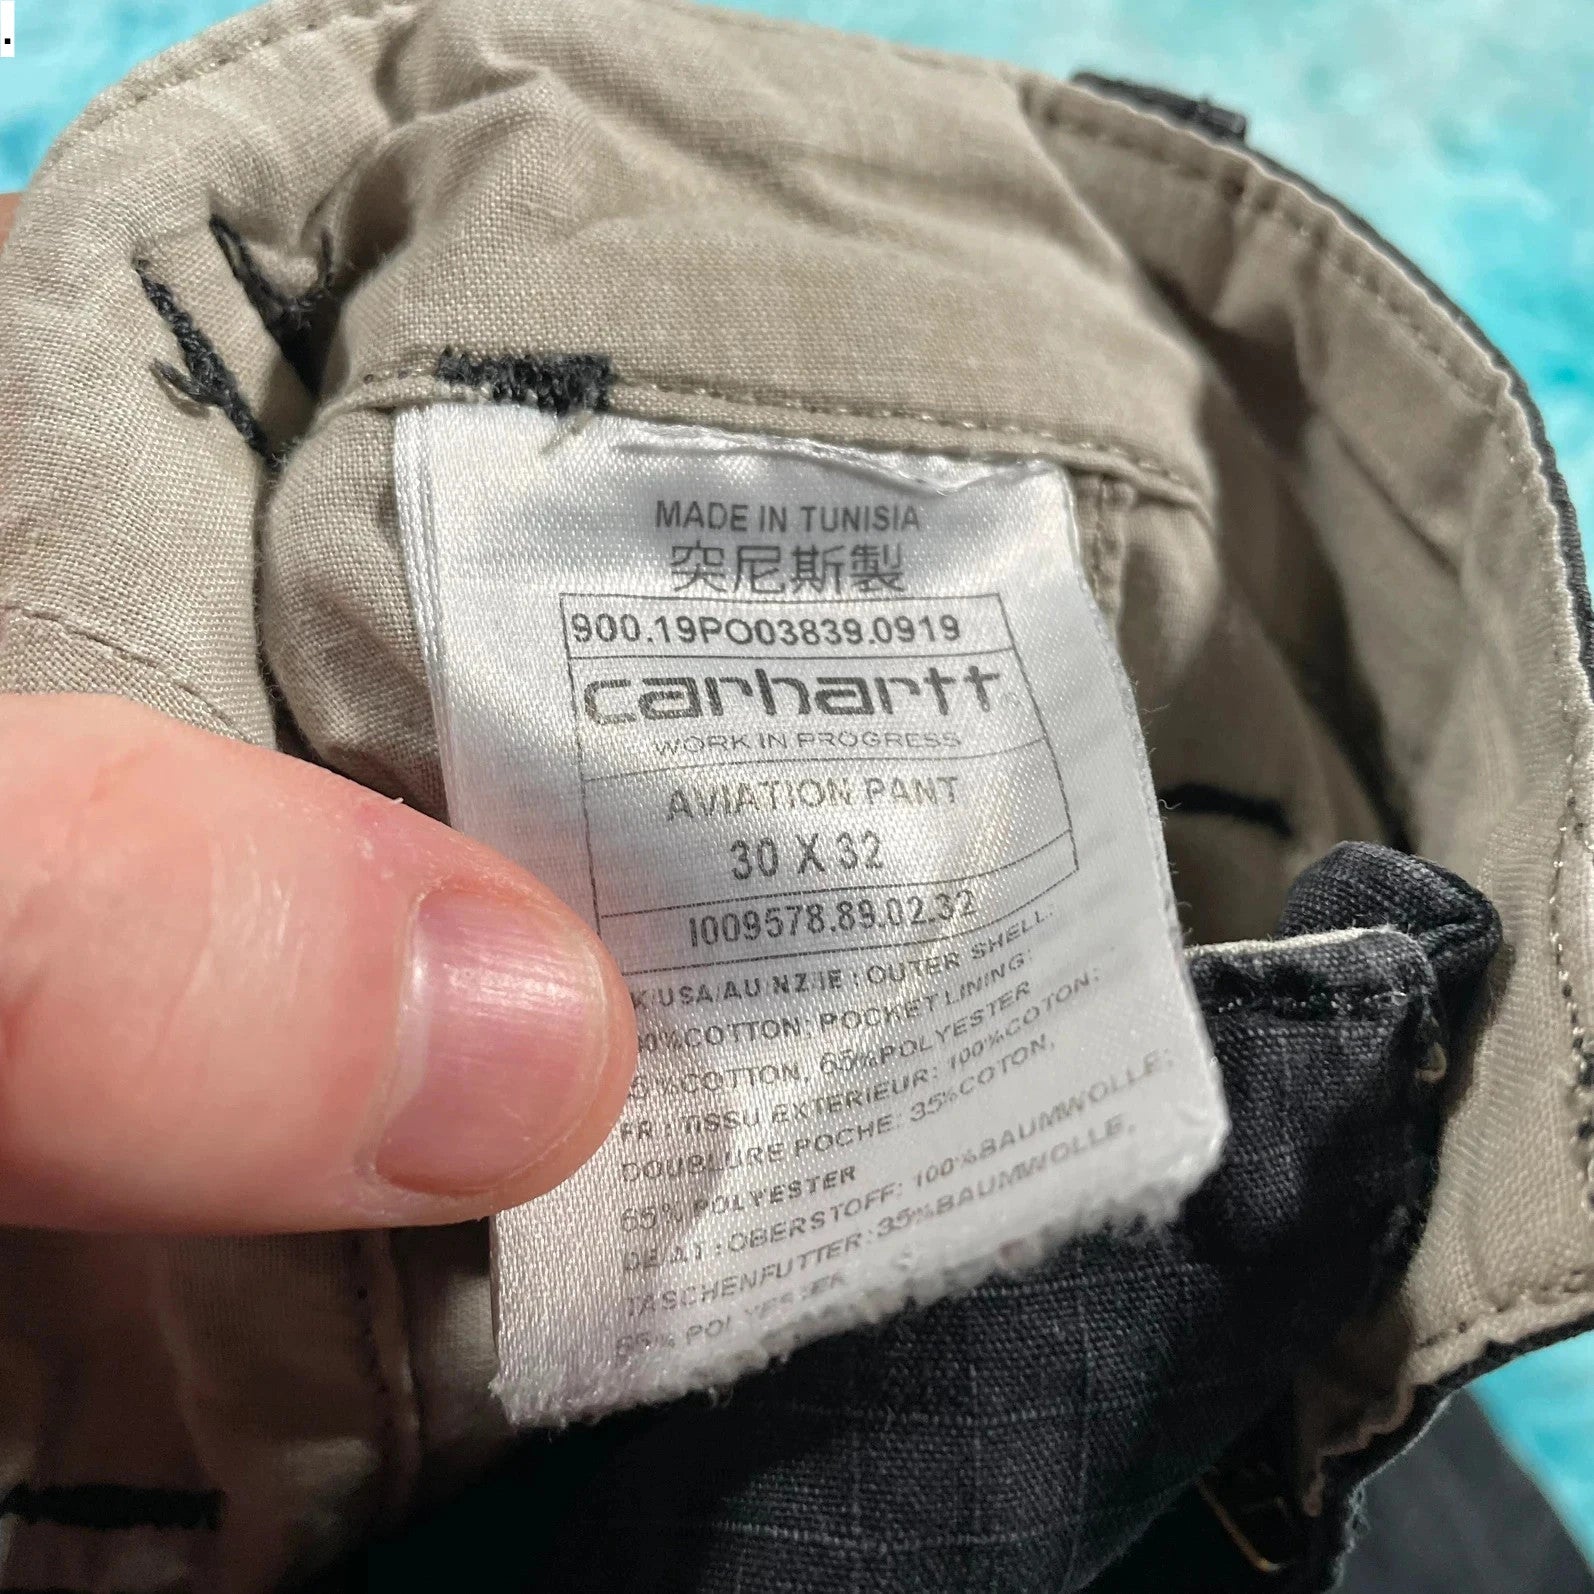 .
MADE IN TUNISIA
突尼斯製
900.19PO03839.0919
carhartt®
WORK IN PROGRESS
AVIATION PANT
30 X 32
I009578.89.02.32
K/USA/AU/NZ/IE : OUTER SHELL:
0%COTTON; POCKET LINING:
5%COTTON, 65%POLYESTER
FR : TISSU EXTERIEUR: 100%COTON;
DOUBLURE POCHE: 35%COTON,
65% POLYESTER
DE AT : OBERSTOFF: 100%BAUMWOLLE;
TASCHENFUTTER: 35%BAUMWOLLE,
65% POLYESTER